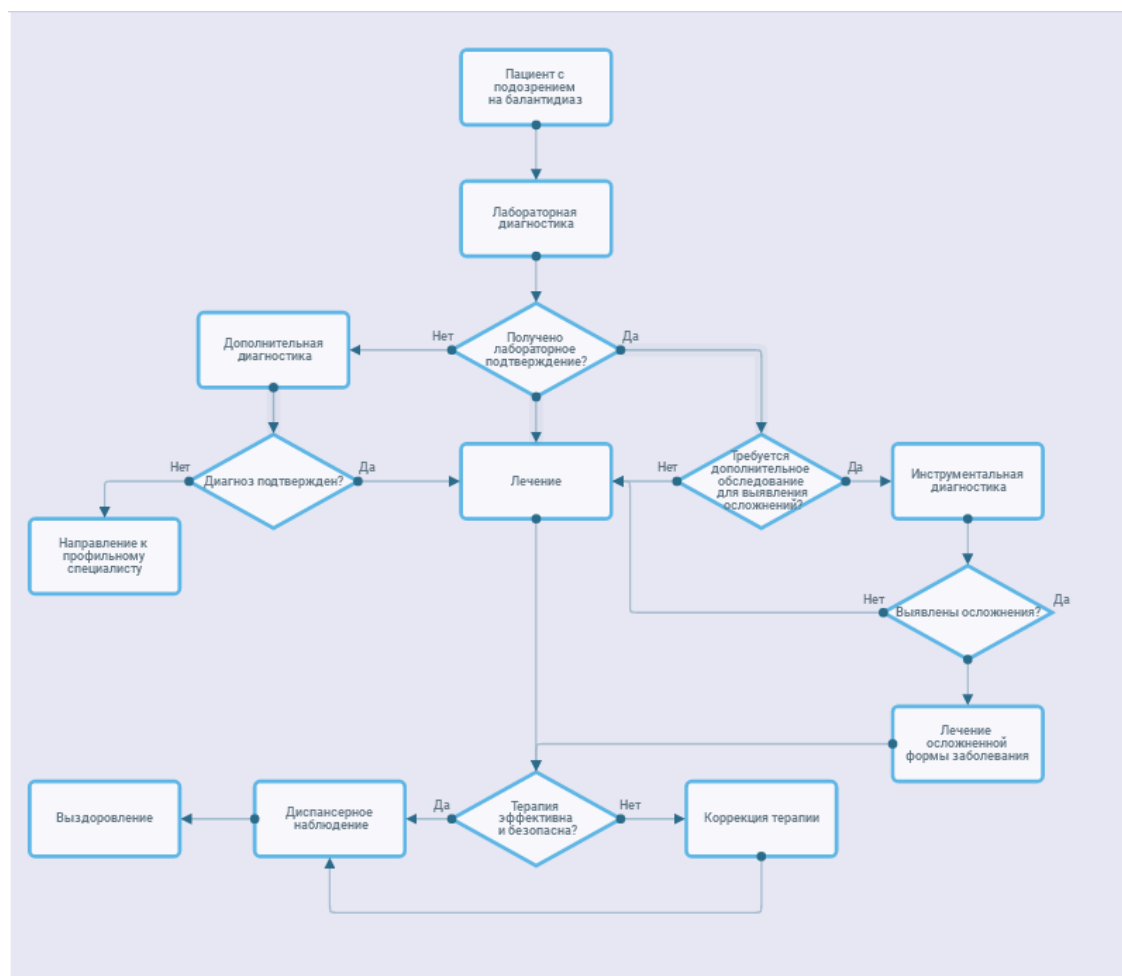 Пациент с
подозрением
на балантидиаз
Лабораторная
диагностика
Дополнительная
диагностика
Нет
Получено
лабораторное
подтверждение?
Да
Нет
Диагноз подтвержден?
Да
Лечение
Нет
Требуется
дополнительное
обследование
для выявления
осложнений?
Да
Инструментальная
диагностика
Направление к
профильному
специалисту
Нет
Выявлены осложнения?
Да
Лечение
осложненной
формы заболевания
Выздоровление
Диспансерное
наблюдение
Да
Терапия
эффективна
и безопасна?
Нет
Коррекция терапии